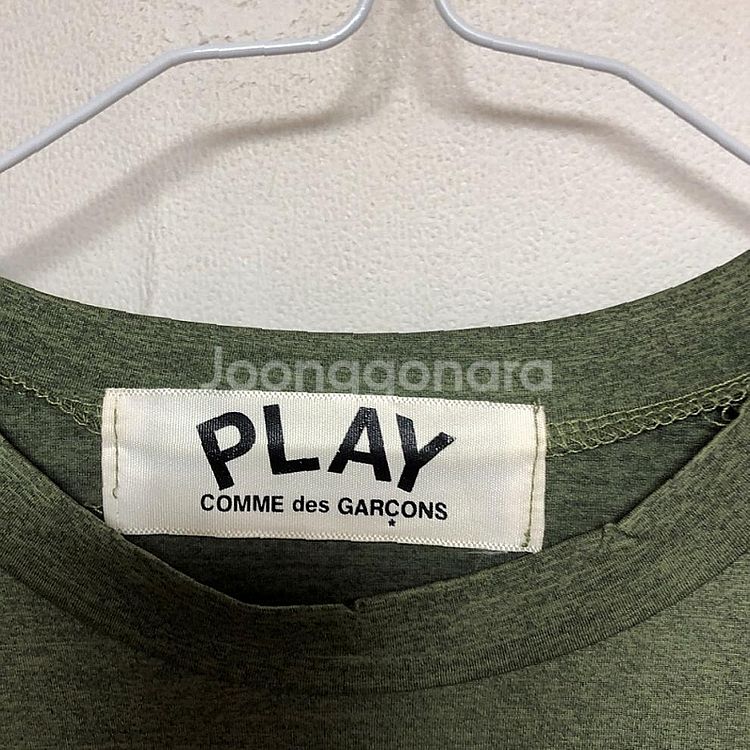 Joonggonara
PLAY
COMME des GARÇONS
*